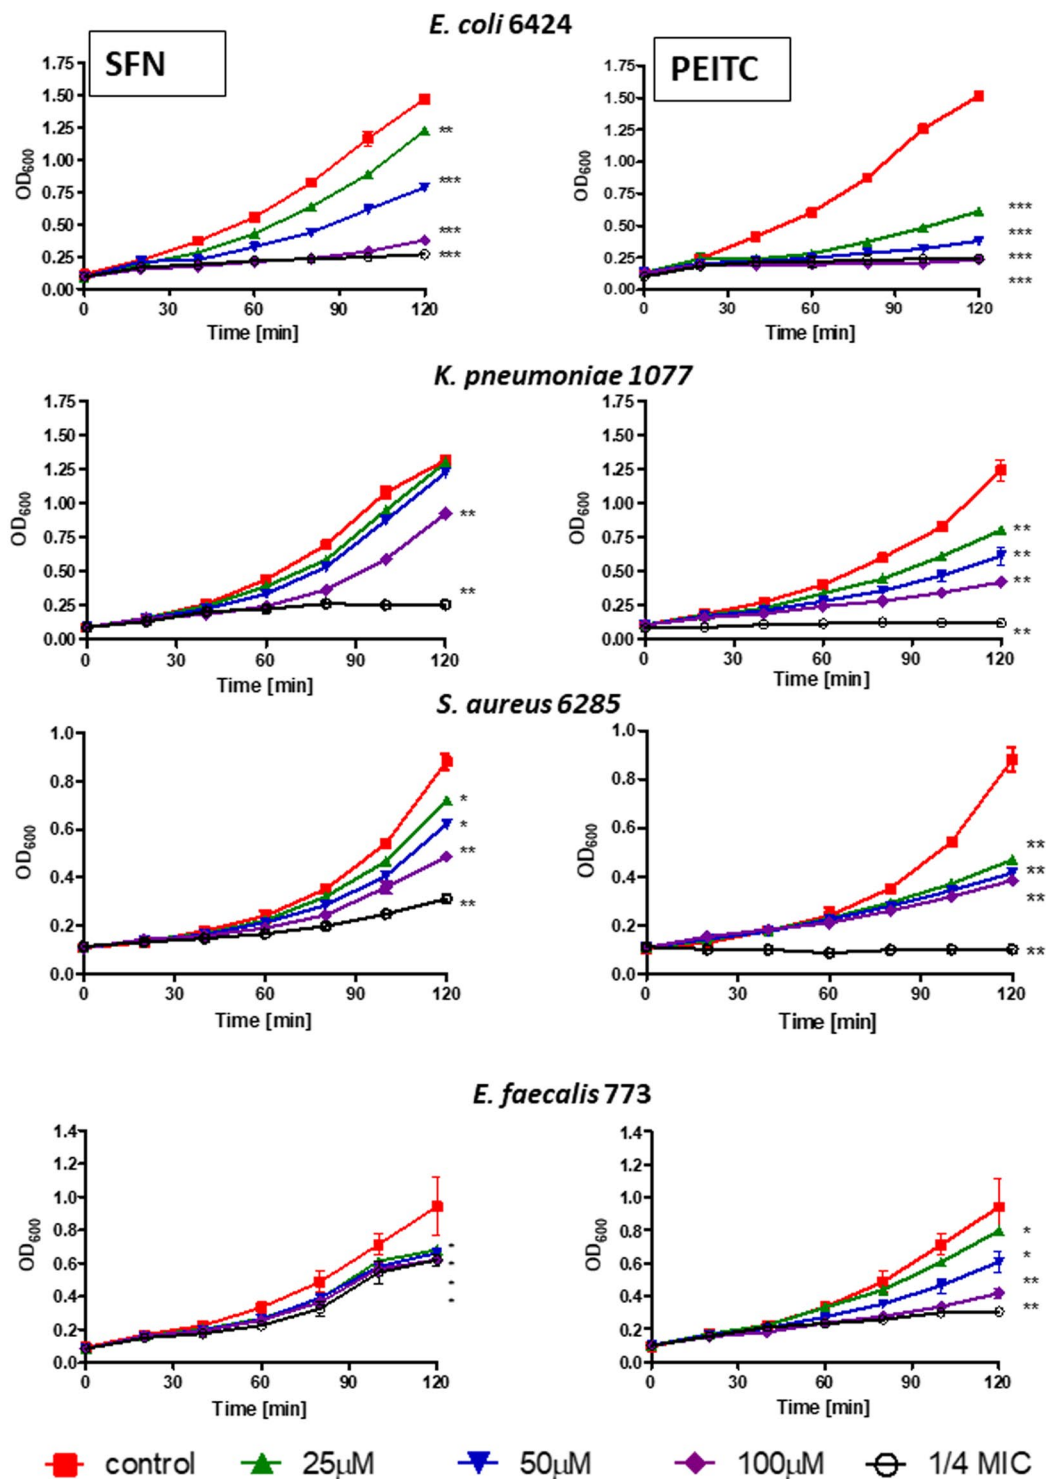 E. coli 6424
SFN
PEITC
1.75
1.50
1.25
1.00
0.75
0.50
0.25
0.00
OD600
0 30 60 90 120
Time [min]
**
***
***
***
1.75
1.50
1.25
1.00
0.75
0.50
0.25
0.00
OD600
0 30 60 90 120
Time [min]
***
***
***
***
K. pneumoniae 1077
1.75
1.50
1.25
1.00
0.75
0.50
0.25
0.00
OD600
0 30 60 90 120
Time [min]
**
**
1.75
1.50
1.25
1.00
0.75
0.50
0.25
0.00
OD600
0 30 60 90 120
Time [min]
**
**
**
**
S. aureus 6285
1.0
0.8
0.6
0.4
0.2
0.0
OD600
0 30 60 90 120
Time [min]
*
*
**
**
1.0
0.8
0.6
0.4
0.2
0.0
OD600
0 30 60 90 120
Time [min]
**
**
**
**
E. faecalis 773
1.4
1.2
1.0
0.8
0.6
0.4
0.2
0.0
OD600
0 30 60 90 120
Time [min]
*
*
*
*
1.4
1.2
1.0
0.8
0.6
0.4
0.2
0.0
OD600
0 30 60 90 120
Time [min]
*
*
**
**
control 25µM 50µM 100µM 1/4 MIC